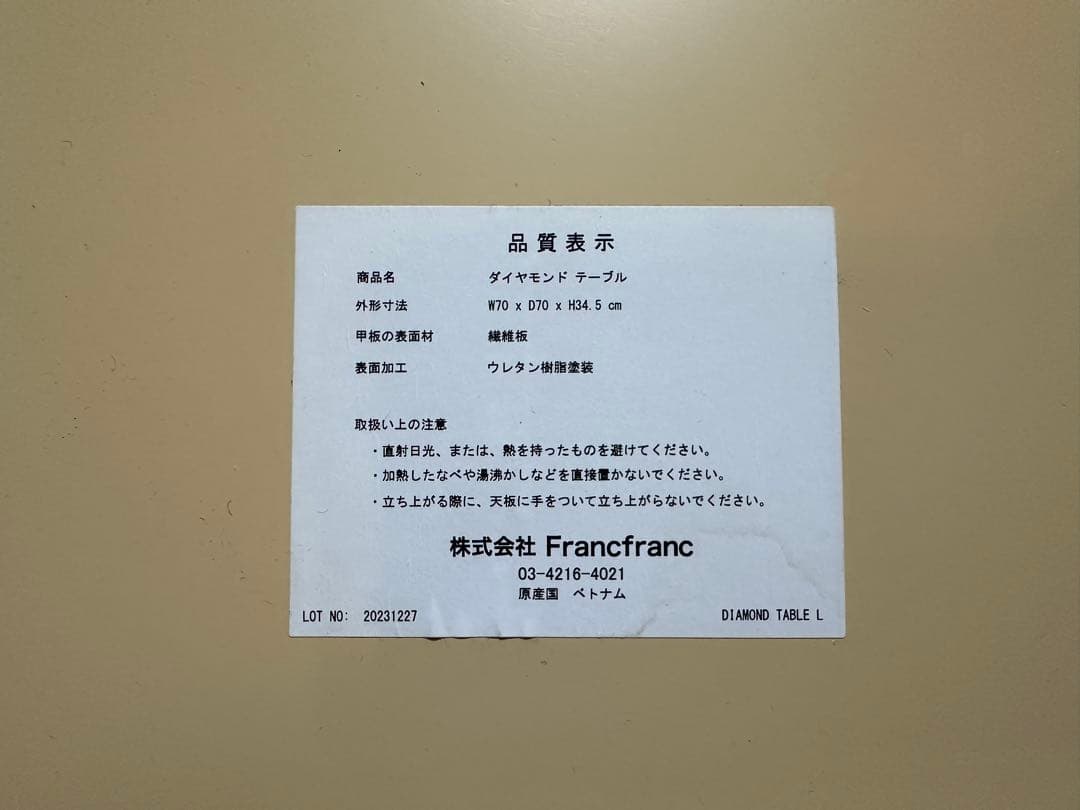 品質表示
商品名 ダイヤモンド テーブル
外形寸法 W70 x D70 x H34.5 cm
甲板の表面材 繊維板
表面加工 ウレタン樹脂塗装
取扱い上の注意
・直射日光、または、熱を持ったものを避けてください。
・加熱したなべや湯沸かしなどを直接置かないでください。
・立ち上がる際に、天板に手をついて立ち上がらないでください。
株式会社 Francfranc
03-4216-4021
原産国 ベトナム
LOT NO: 20231227 DIAMOND TABLE L